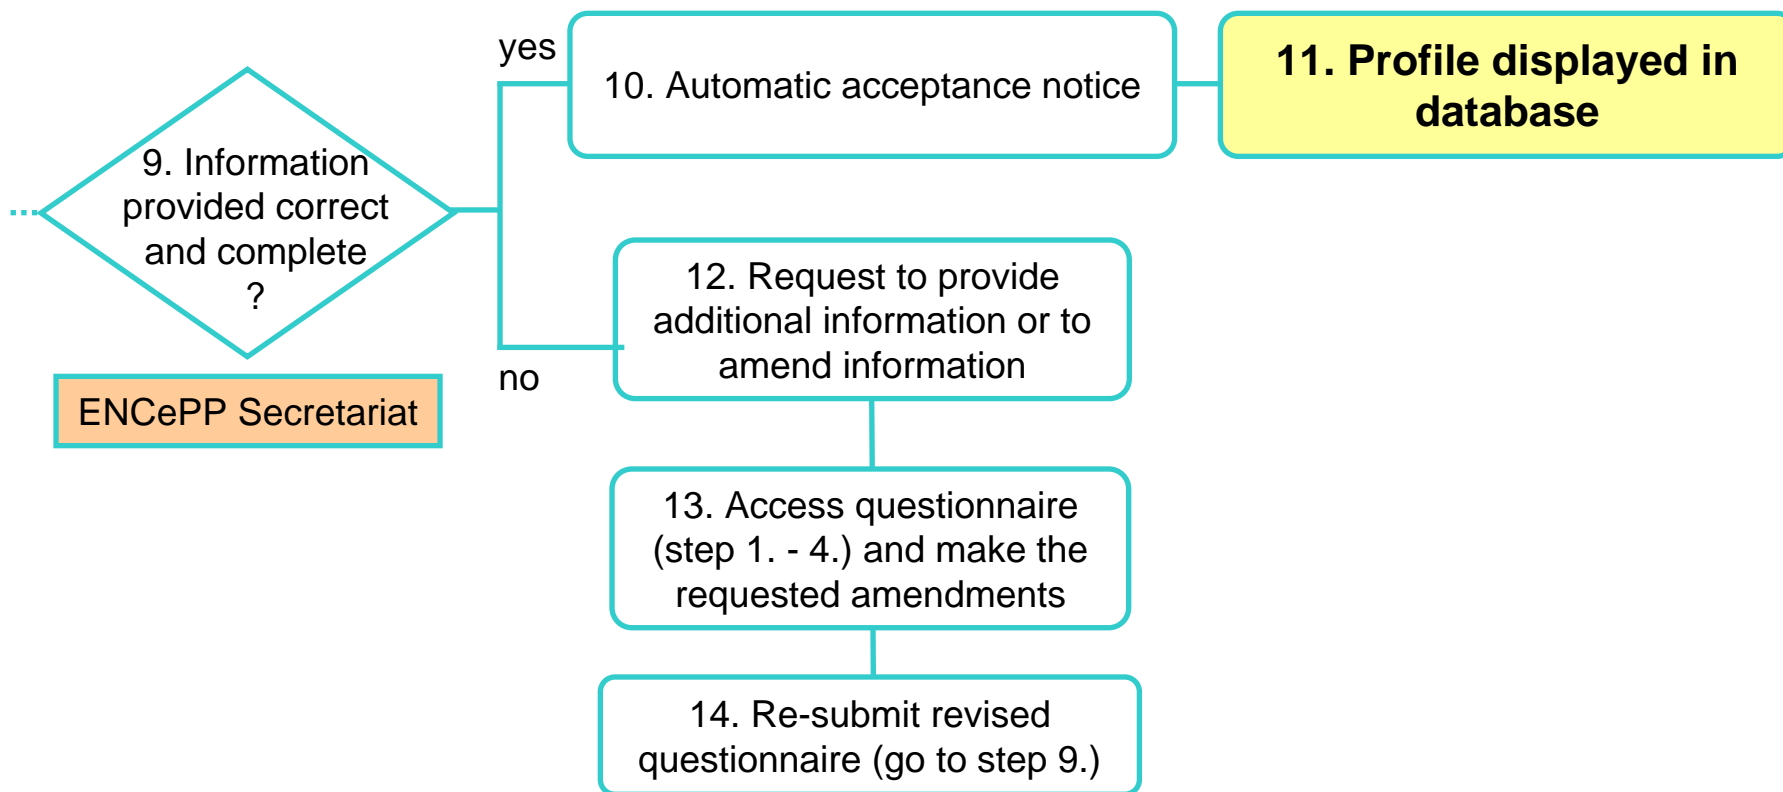 yes
10. Automatic acceptance notice
11. Profile displayed in
database
9. Information
provided correct
and complete
?
ENCePP Secretariat
no
12. Request to provide
additional information or to
amend information
13. Access questionnaire
(step 1. - 4.) and make the
requested amendments
14. Re-submit revised
questionnaire (go to step 9.)